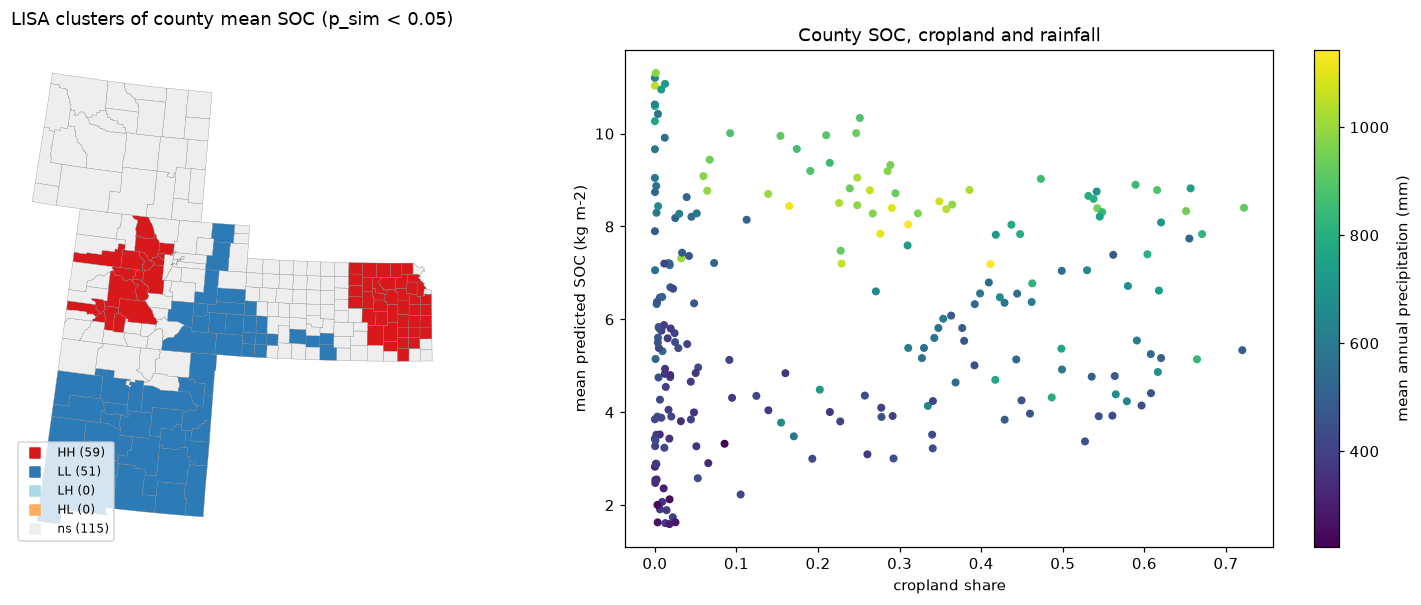 LISA clusters of county mean SOC (p_sim < 0.05)
HH (59)
LL (51)
LH (0)
HL (0)
ns (115)
County SOC, cropland and rainfall
mean predicted SOC (kg m-2)
10
8
6
4
2
0.0 0.1 0.2 0.3 0.4 0.5 0.6 0.7
cropland share
1000
800
600
400
mean annual precipitation (mm)